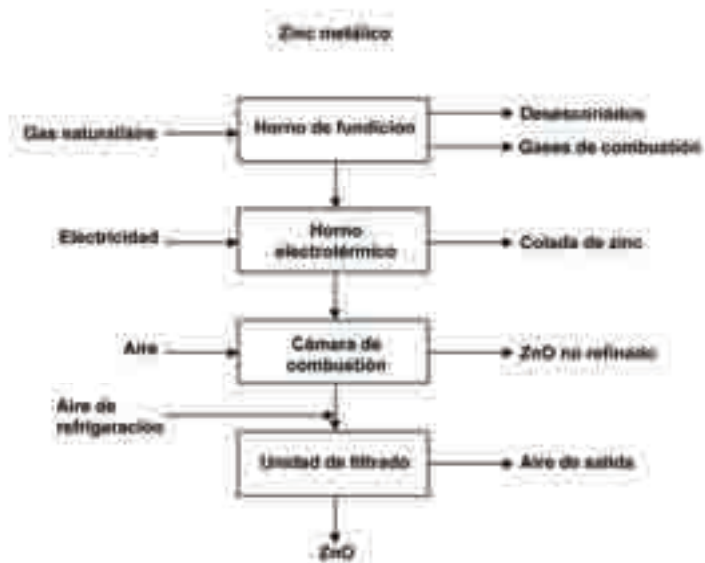 Zinc metálico
Gas natural/aire
Horno de fundición
Desescoriados
Gases de combustión
Electricidad
Horno
electrotérmico
Colada de zinc
Aire
Cámara de
combustión
ZnO no refinado
Aire de
refrigeración
Unidad de filtrado
Aire de salida
ZnO